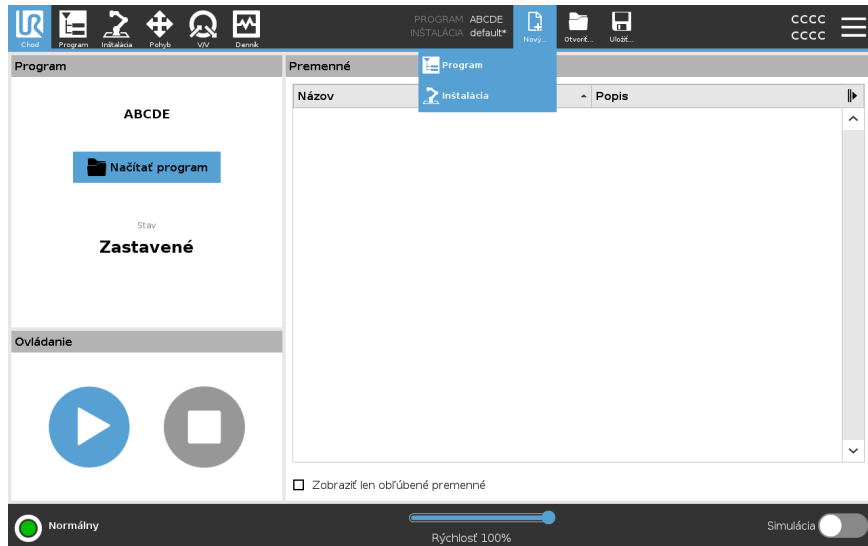 PROGRAM ABCDE
INŠTALÁCIA default*
CCCC
CCCC
Chod Program Inštalácia Pohyb V/V Denník
Nový... Otvoriť... Uložiť...
Program
Inštalácia
Program
ABCDE
Načítať program
Stav
Zastavené
Ovládanie
Premenné
Názov Popis
Zobraziť len obľúbené premenné
Normálny
Rýchlosť 100%
Simulácia